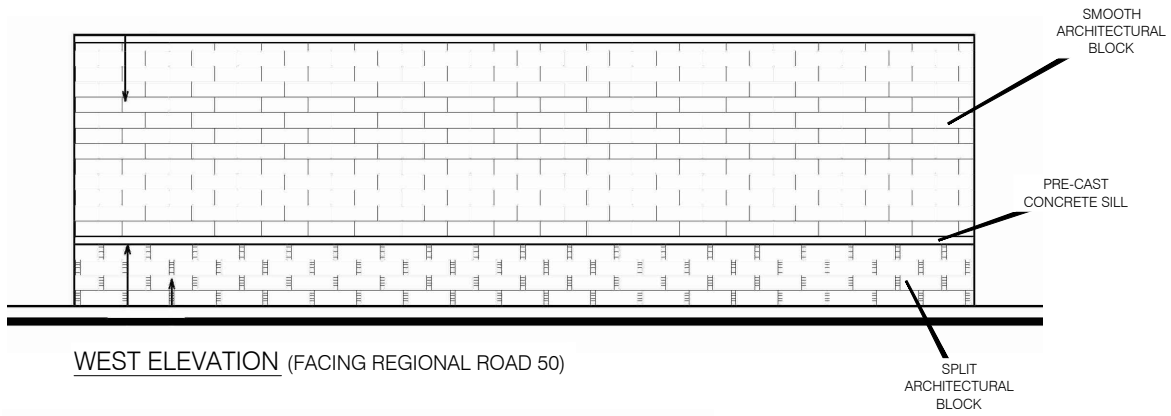 SMOOTH
ARCHITECTURAL
BLOCK
PRE-CAST
CONCRETE SILL
WEST ELEVATION (FACING REGIONAL ROAD 50)
SPLIT
ARCHITECTURAL
BLOCK